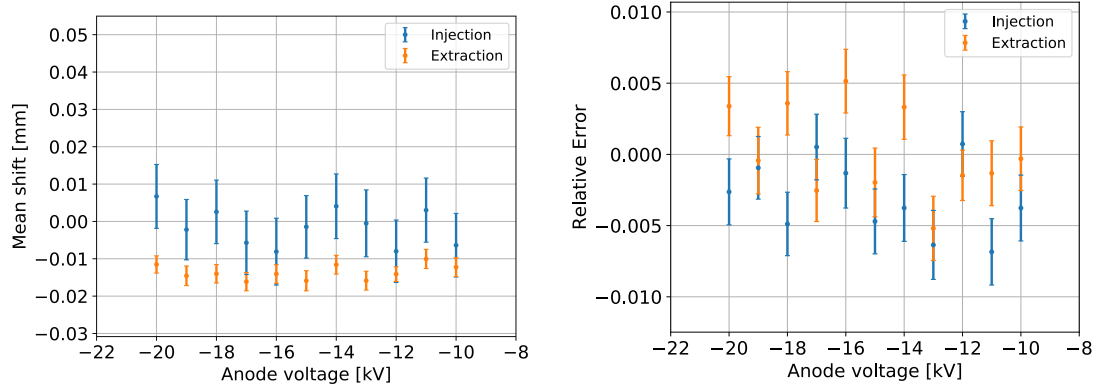 0.05
0.04
0.03
0.02
0.01
0.00
−0.01
−0.02
−0.03
Mean shift [mm]
Injection
Extraction
−22 −20 −18 −16 −14 −12 −10 −8
Anode voltage [kV]
0.010
0.005
0.000
−0.005
−0.010
Relative Error
Injection
Extraction
−22 −20 −18 −16 −14 −12 −10 −8
Anode voltage [kV]